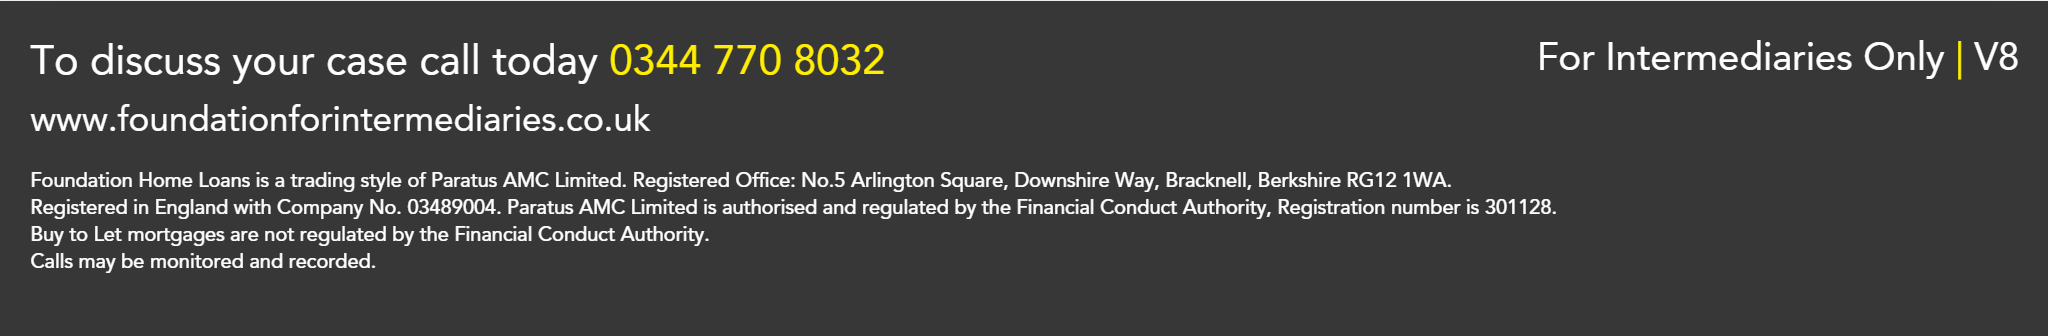 To discuss your case call today 0344 770 8032
For Intermediaries Only | V8
www.foundationforintermediaries.co.uk
Foundation Home Loans is a trading style of Paratus AMC Limited. Registered Office: No.5 Arlington Square, Downshire Way, Bracknell, Berkshire RG12 1WA.
Registered in England with Company No. 03489004. Paratus AMC Limited is authorised and regulated by the Financial Conduct Authority, Registration number is 301128.
Buy to Let mortgages are not regulated by the Financial Conduct Authority.
Calls may be monitored and recorded.